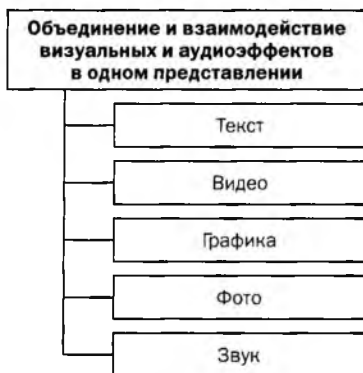 Объединение и взаимодействие
визуальных и аудиоэффектов
в одном представлении
Текст
Видео
Графика
Фото
Звук